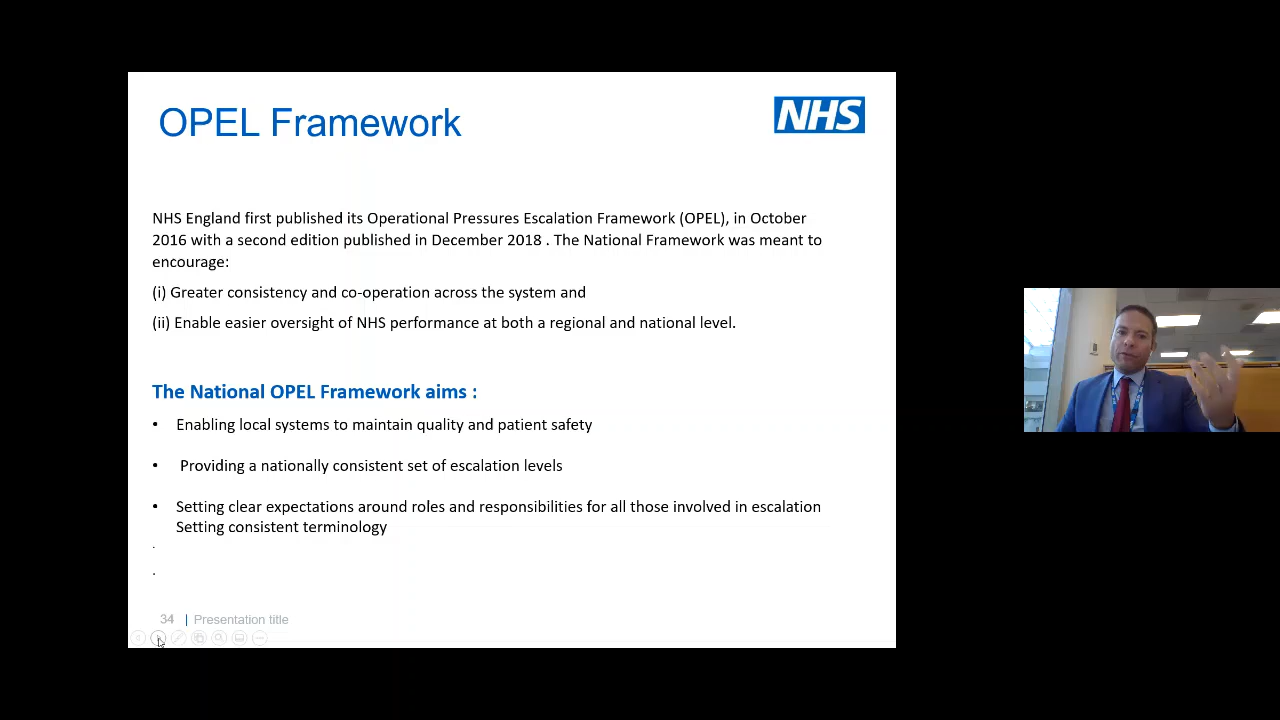 OPEL Framework
NHS
NHS England first published its Operational Pressures Escalation Framework (OPEL), in October
2016 with a second edition published in December 2018 . The National Framework was meant to
encourage:
(i) Greater consistency and co-operation across the system and
(ii) Enable easier oversight of NHS performance at both a regional and national level.
The National OPEL Framework aims :
• Enabling local systems to maintain quality and patient safety
• Providing a nationally consistent set of escalation levels
• Setting clear expectations around roles and responsibilities for all those involved in escalation
Setting consistent terminology
.
.
34 | Presentation title